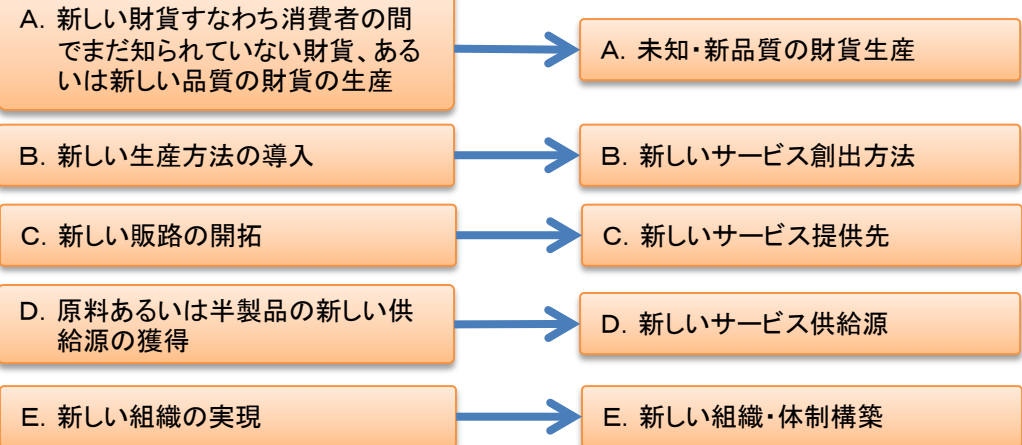 A. 新しい財貨すなわち消費者の間
でまだ知られていない財貨、ある
いは新しい品質の財貨の生産
A. 未知・新品質の財貨生産
B. 新しい生産方法の導入
B. 新しいサービス創出方法
C. 新しい販路の開拓
C. 新しいサービス提供先
D. 原料あるいは半製品の新しい供
給源の獲得
D. 新しいサービス供給源
E. 新しい組織の実現
E. 新しい組織・体制構築